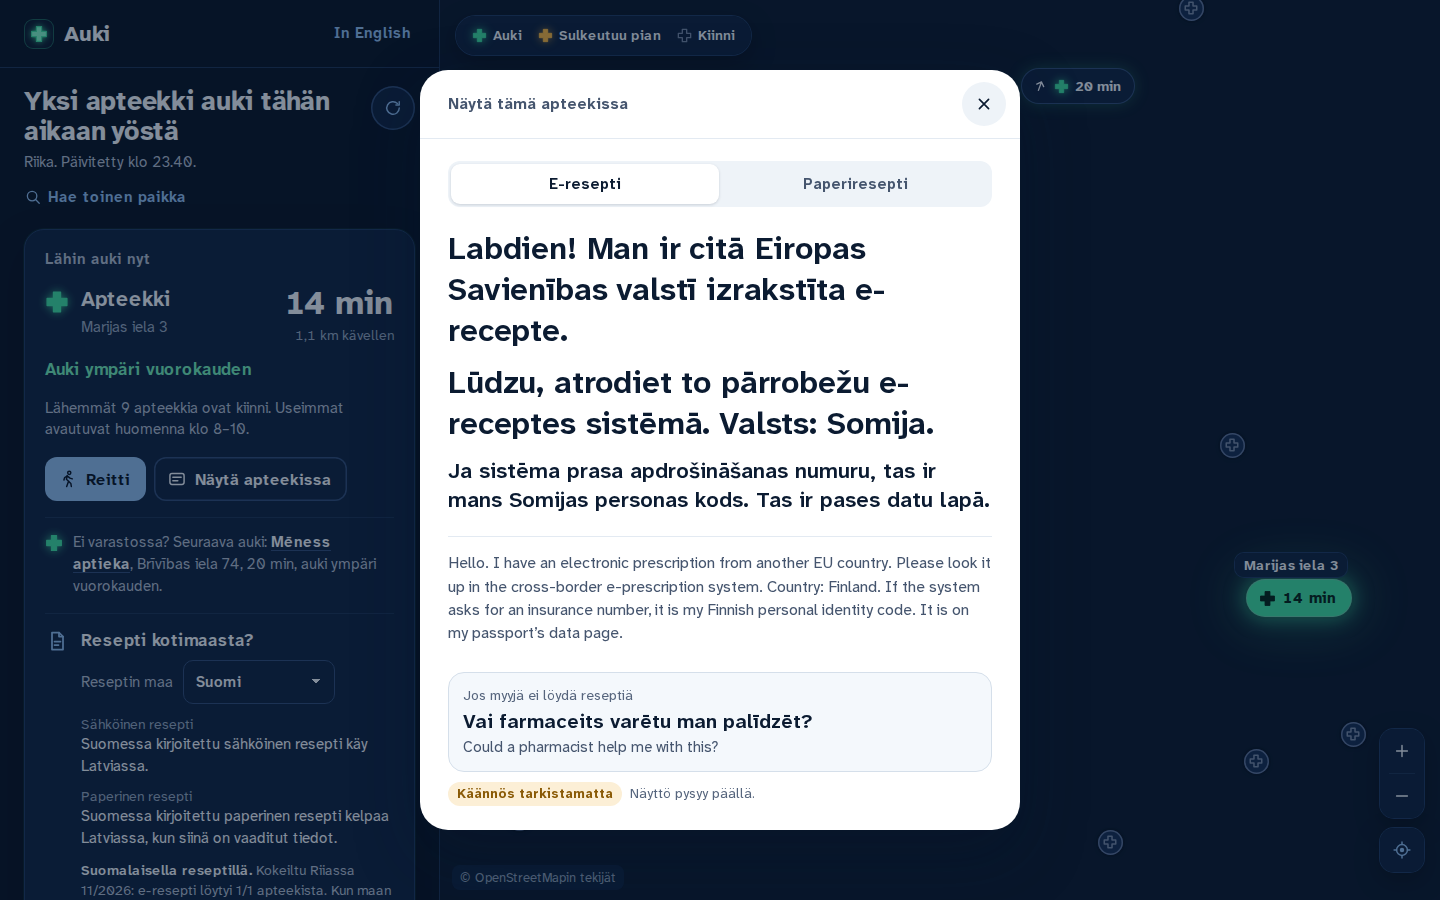 Auki
In English
Yksi apteekki auki tähän
aikaan yöstä
Riika. Päivitetty klo 23.40.
Hae toinen paikka
Lähin auki nyt
Apteekki
14 min
Marijas iela 3
1,1 km kävellen
Auki ympäri vuorokauden
Lähemmät 9 apteekkia ovat kiinni. Useimmat
avautuvat huomenna klo 8–10.
Reitti
Näytä apteekissa
Ei varastossa? Seuraava auki: Mēness
aptieka, Brīvības iela 74, 20 min, auki ympäri
vuorokauden.
Resepti kotimaasta?
Reseptin maa
Suomi
Sähköinen resepti
Suomessa kirjoitettu sähköinen resepti käy
Latviassa.
Paperinen resepti
Suomessa kirjoitettu paperinen resepti kelpaa
Latviassa, kun siinä on vaaditut tiedot.
Suomalaisella reseptillä. Kokeiltu Riiassa
11/2026: e-resepti löytyi 1/1 apteekista. Kun maan
Auki
Sulkeutuu pian
Kiinni
Näytä tämä apteekissa
E-resepti
Paperiresepti
Labdien! Man ir citā Eiropas
Savienības valstī izrakstīta e-
recepte.
Lūdzu, atrodiet to pārrobežu e-
receptes sistēmā. Valsts: Somija.
Ja sistēma prasa apdrošināšanas numuru, tas ir
mans Somijas personas kods. Tas ir pases datu lapā.
Hello. I have an electronic prescription from another EU country. Please look it
up in the cross-border e-prescription system. Country: Finland. If the system
asks for an insurance number, it is my Finnish personal identity code. It is on
my passport’s data page.
Jos myyjä ei löydä reseptiä
Vai farmaceits varētu man palīdzēt?
Could a pharmacist help me with this?
Käännös tarkistamatta
Näyttö pysyy päällä.
20 min
Marijas iela 3
14 min
+
−
© OpenStreetMapin tekijät